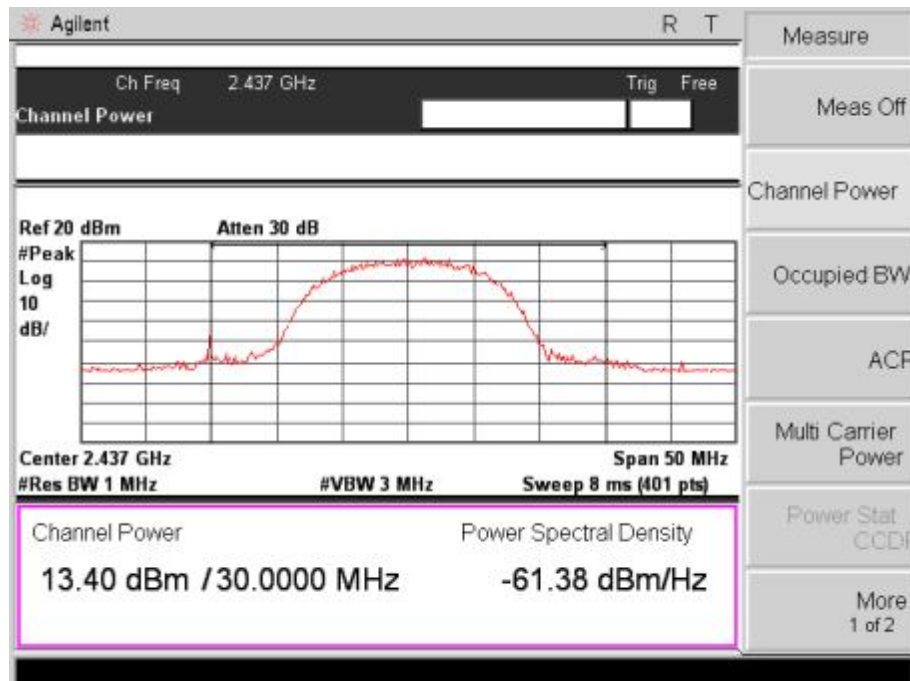 Agilent R T
Measure
Ch Freq 2.437 GHz Trig Free
Channel Power
Meas Off
Channel Power
Ref 20 dBm Atten 30 dB
#Peak
Log
10
dB/
Occupied BW
ACP
Multi Carrier
Power
Center 2.437 GHz Span 50 MHz
#Res BW 1 MHz #VBW 3 MHz Sweep 8 ms (401 pts)
Channel Power Power Spectral Density
13.40 dBm / 30.0000 MHz -61.38 dBm/Hz
Power Stat
CCDF
More
1 of 2